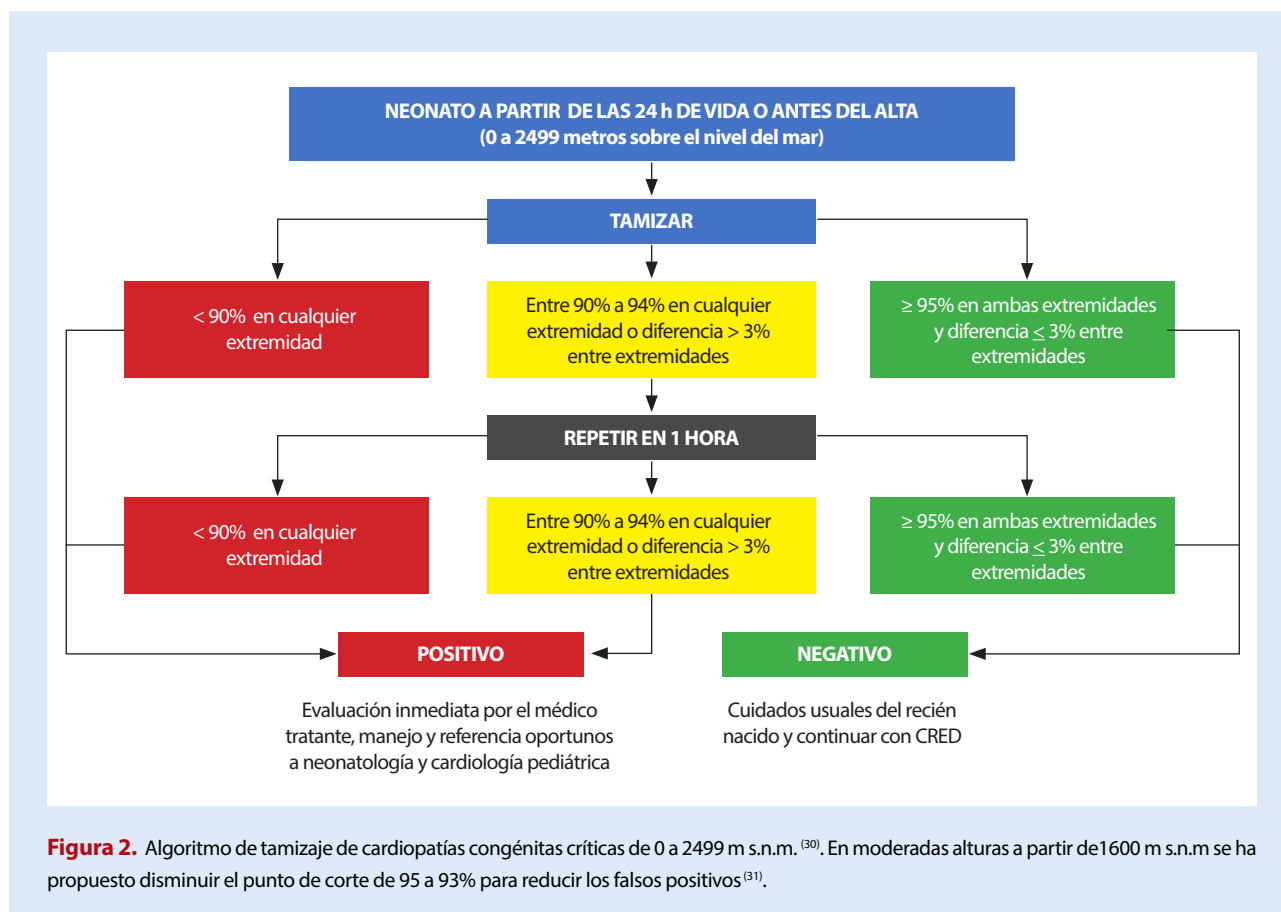 NEONATO A PARTIR DE LAS 24 h DE VIDA O ANTES DEL ALTA
(0 a 2499 metros sobre el nivel del mar)
TAMIZAR
< 90% en cualquier
extremidad
Entre 90% a 94% en cualquier
extremidad o diferencia > 3%
entre extremidades
≥ 95% en ambas extremidades
y diferencia ≤ 3% entre
extremidades
REPETIR EN 1 HORA
< 90% en cualquier
extremidad
Entre 90% a 94% en cualquier
extremidad o diferencia > 3%
entre extremidades
≥ 95% en ambas extremidades
y diferencia ≤ 3% entre
extremidades
POSITIVO
Evaluación inmediata por el médico
tratante, manejo y referencia oportunos
a neonatología y cardiología pediátrica
NEGATIVO
Cuidados usuales del recién
nacido y continuar con CRED
Figura 2. Algoritmo de tamizaje de cardiopatías congénitas críticas de 0 a 2499 m s.n.m. (30). En moderadas alturas a partir de1600 m s.n.m se ha
propuesto disminuir el punto de corte de 95 a 93% para reducir los falsos positivos (31).